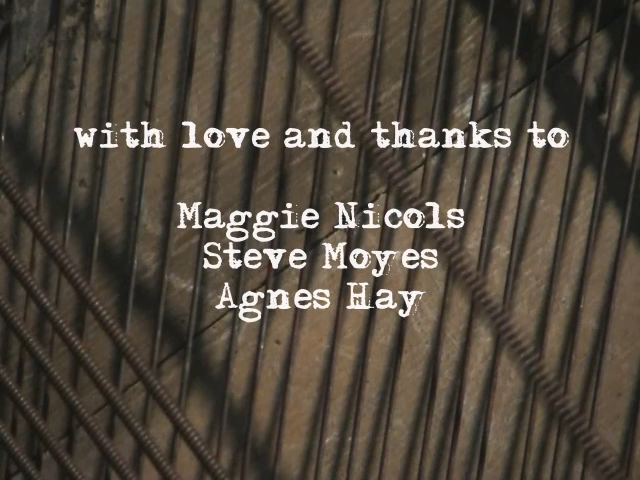 with love and thanks to
Maggie Nicols
Steve Moyes
Agnes Hay